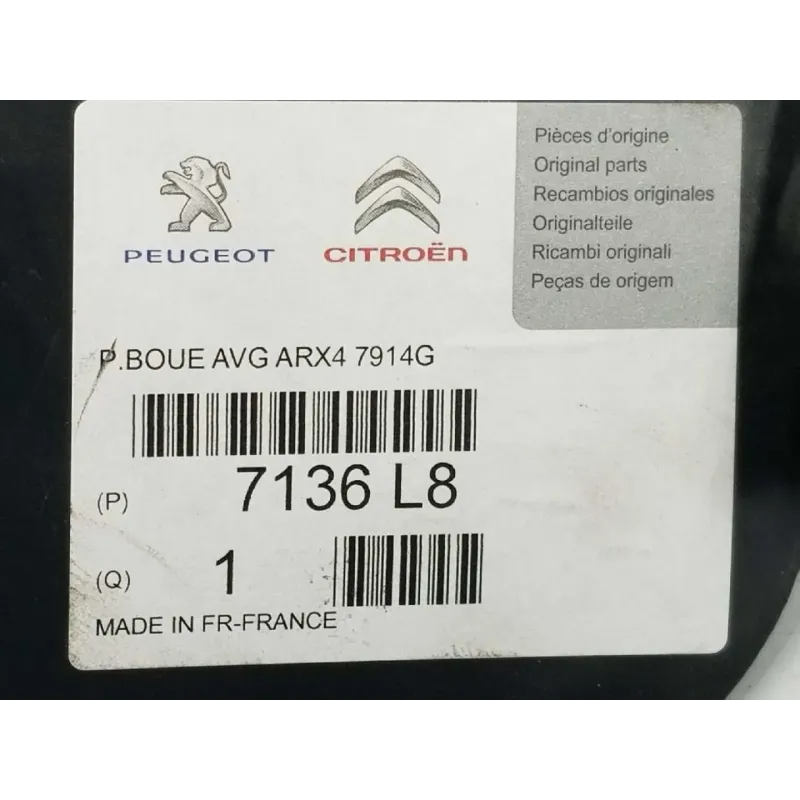 PEUGEOT
CITROËN
Pièces d'origine
Original parts
Recambios originales
Originalteile
Ricambi originali
Peças de origem
P.BOUE AVG ARX4 7914G
(P) 7136 L8
(Q) 1
MADE IN FR-FRANCE